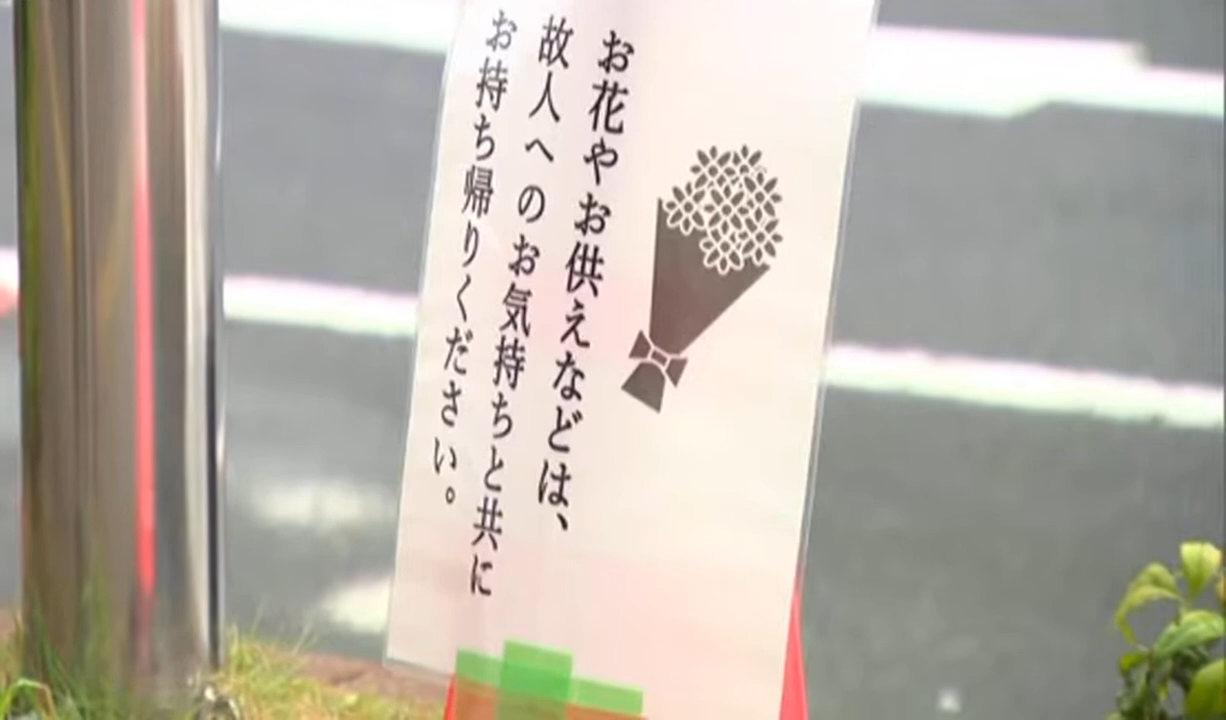 お花やお供えなどは、
故人へのお気持ちと共に
お持ち帰りください。